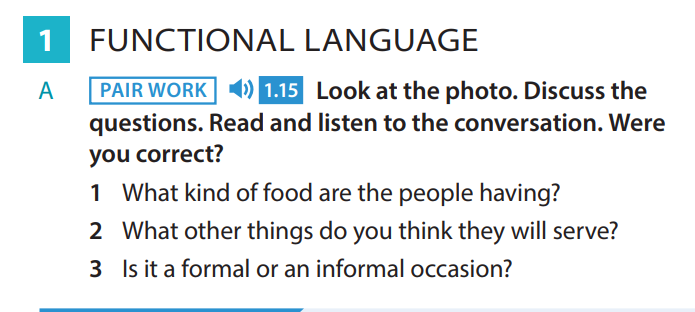 1 FUNCTIONAL LANGUAGE
A PAIR WORK 1.15 Look at the photo. Discuss the
questions. Read and listen to the conversation. Were
you correct?
1 What kind of food are the people having?
2 What other things do you think they will serve?
3 Is it a formal or an informal occasion?